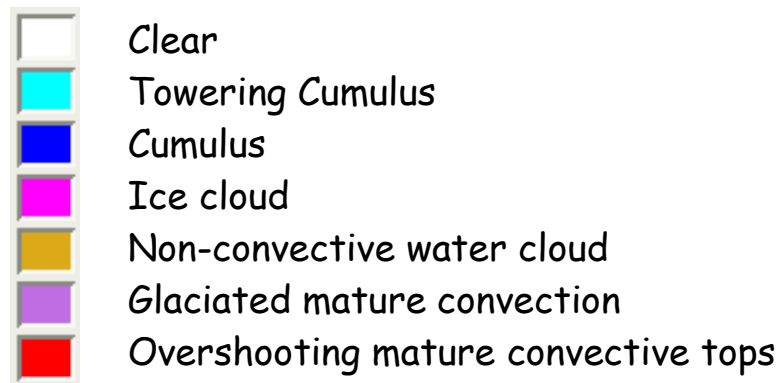 Clear
Towering Cumulus
Cumulus
Ice cloud
Non-convective water cloud
Glaciated mature convection
Overshooting mature convective tops